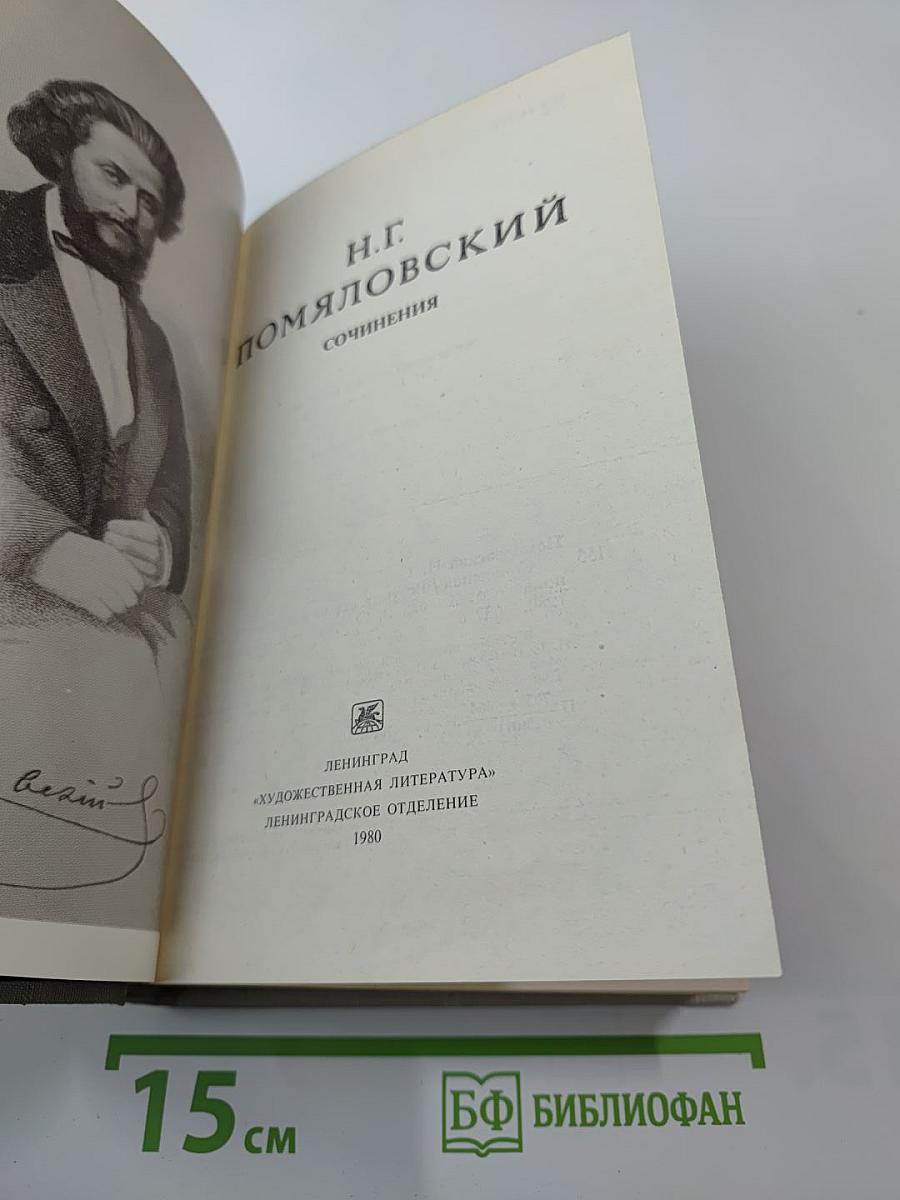 Н.Г.
ПОМЯЛОВСКИЙ
СОЧИНЕНИЯ
ЛЕНИНГРАД
«ХУДОЖЕСТВЕННАЯ ЛИТЕРАТУРА»
ЛЕНИНГРАДСКОЕ ОТДЕЛЕНИЕ
1980
15 см
БФ БИБЛИОФАН